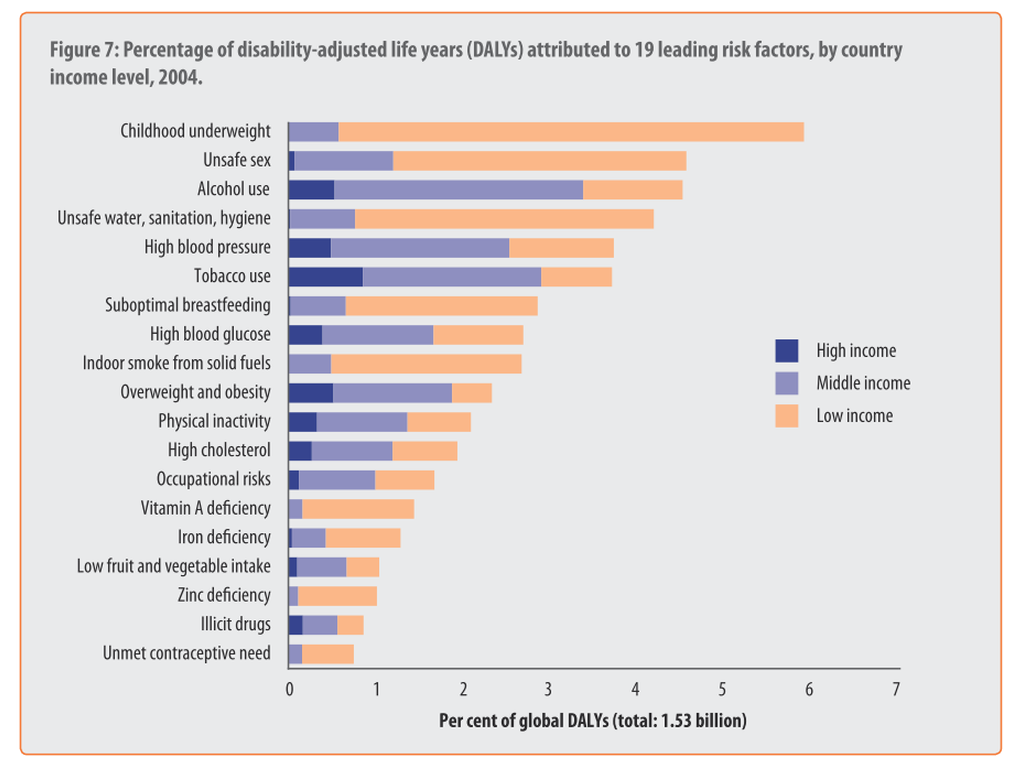 Figure 7: Percentage of disability-adjusted life years (DALYs) attributed to 19 leading risk factors, by country
income level, 2004.
Childhood underweight
Unsafe sex
Alcohol use
Unsafe water, sanitation, hygiene
High blood pressure
Tobacco use
Suboptimal breastfeeding
High blood glucose
Indoor smoke from solid fuels
Overweight and obesity
Physical inactivity
High cholesterol
Occupational risks
Vitamin A deficiency
Iron deficiency
Low fruit and vegetable intake
Zinc deficiency
Illicit drugs
Unmet contraceptive need
High income
Middle income
Low income
0 1 2 3 4 5 6 7
Per cent of global DALYs (total: 1.53 billion)